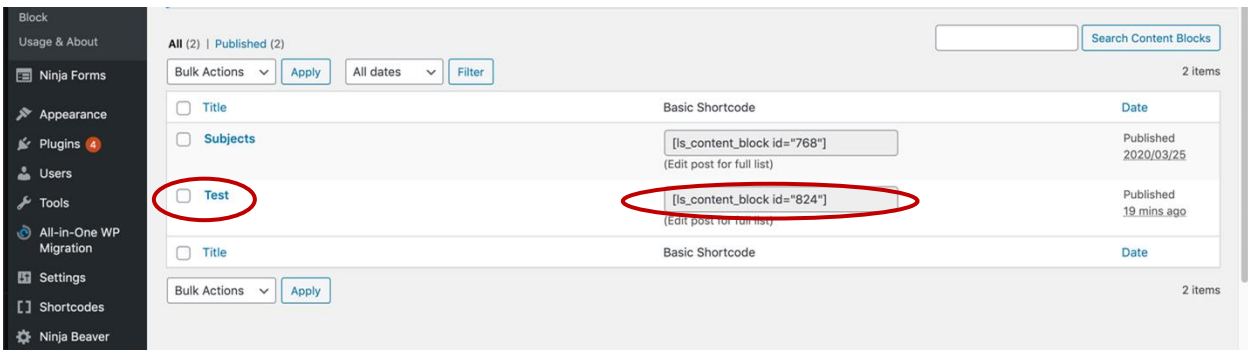 Block
Usage & About
Ninja Forms
Appearance
Plugins 4
Users
Tools
All-in-One WP
Migration
Settings
Shortcodes
Ninja Beaver
All (2) | Published (2)
Search Content Blocks
Bulk Actions Apply All dates Filter
2 items
Title Basic Shortcode Date
Subjects [ls_content_block id="768"] Published
(Edit post for full list) 2020/03/25
Test [ls_content_block id="824"] Published
(Edit post for full list) 19 mins ago
Title Basic Shortcode Date
Bulk Actions Apply 2 items